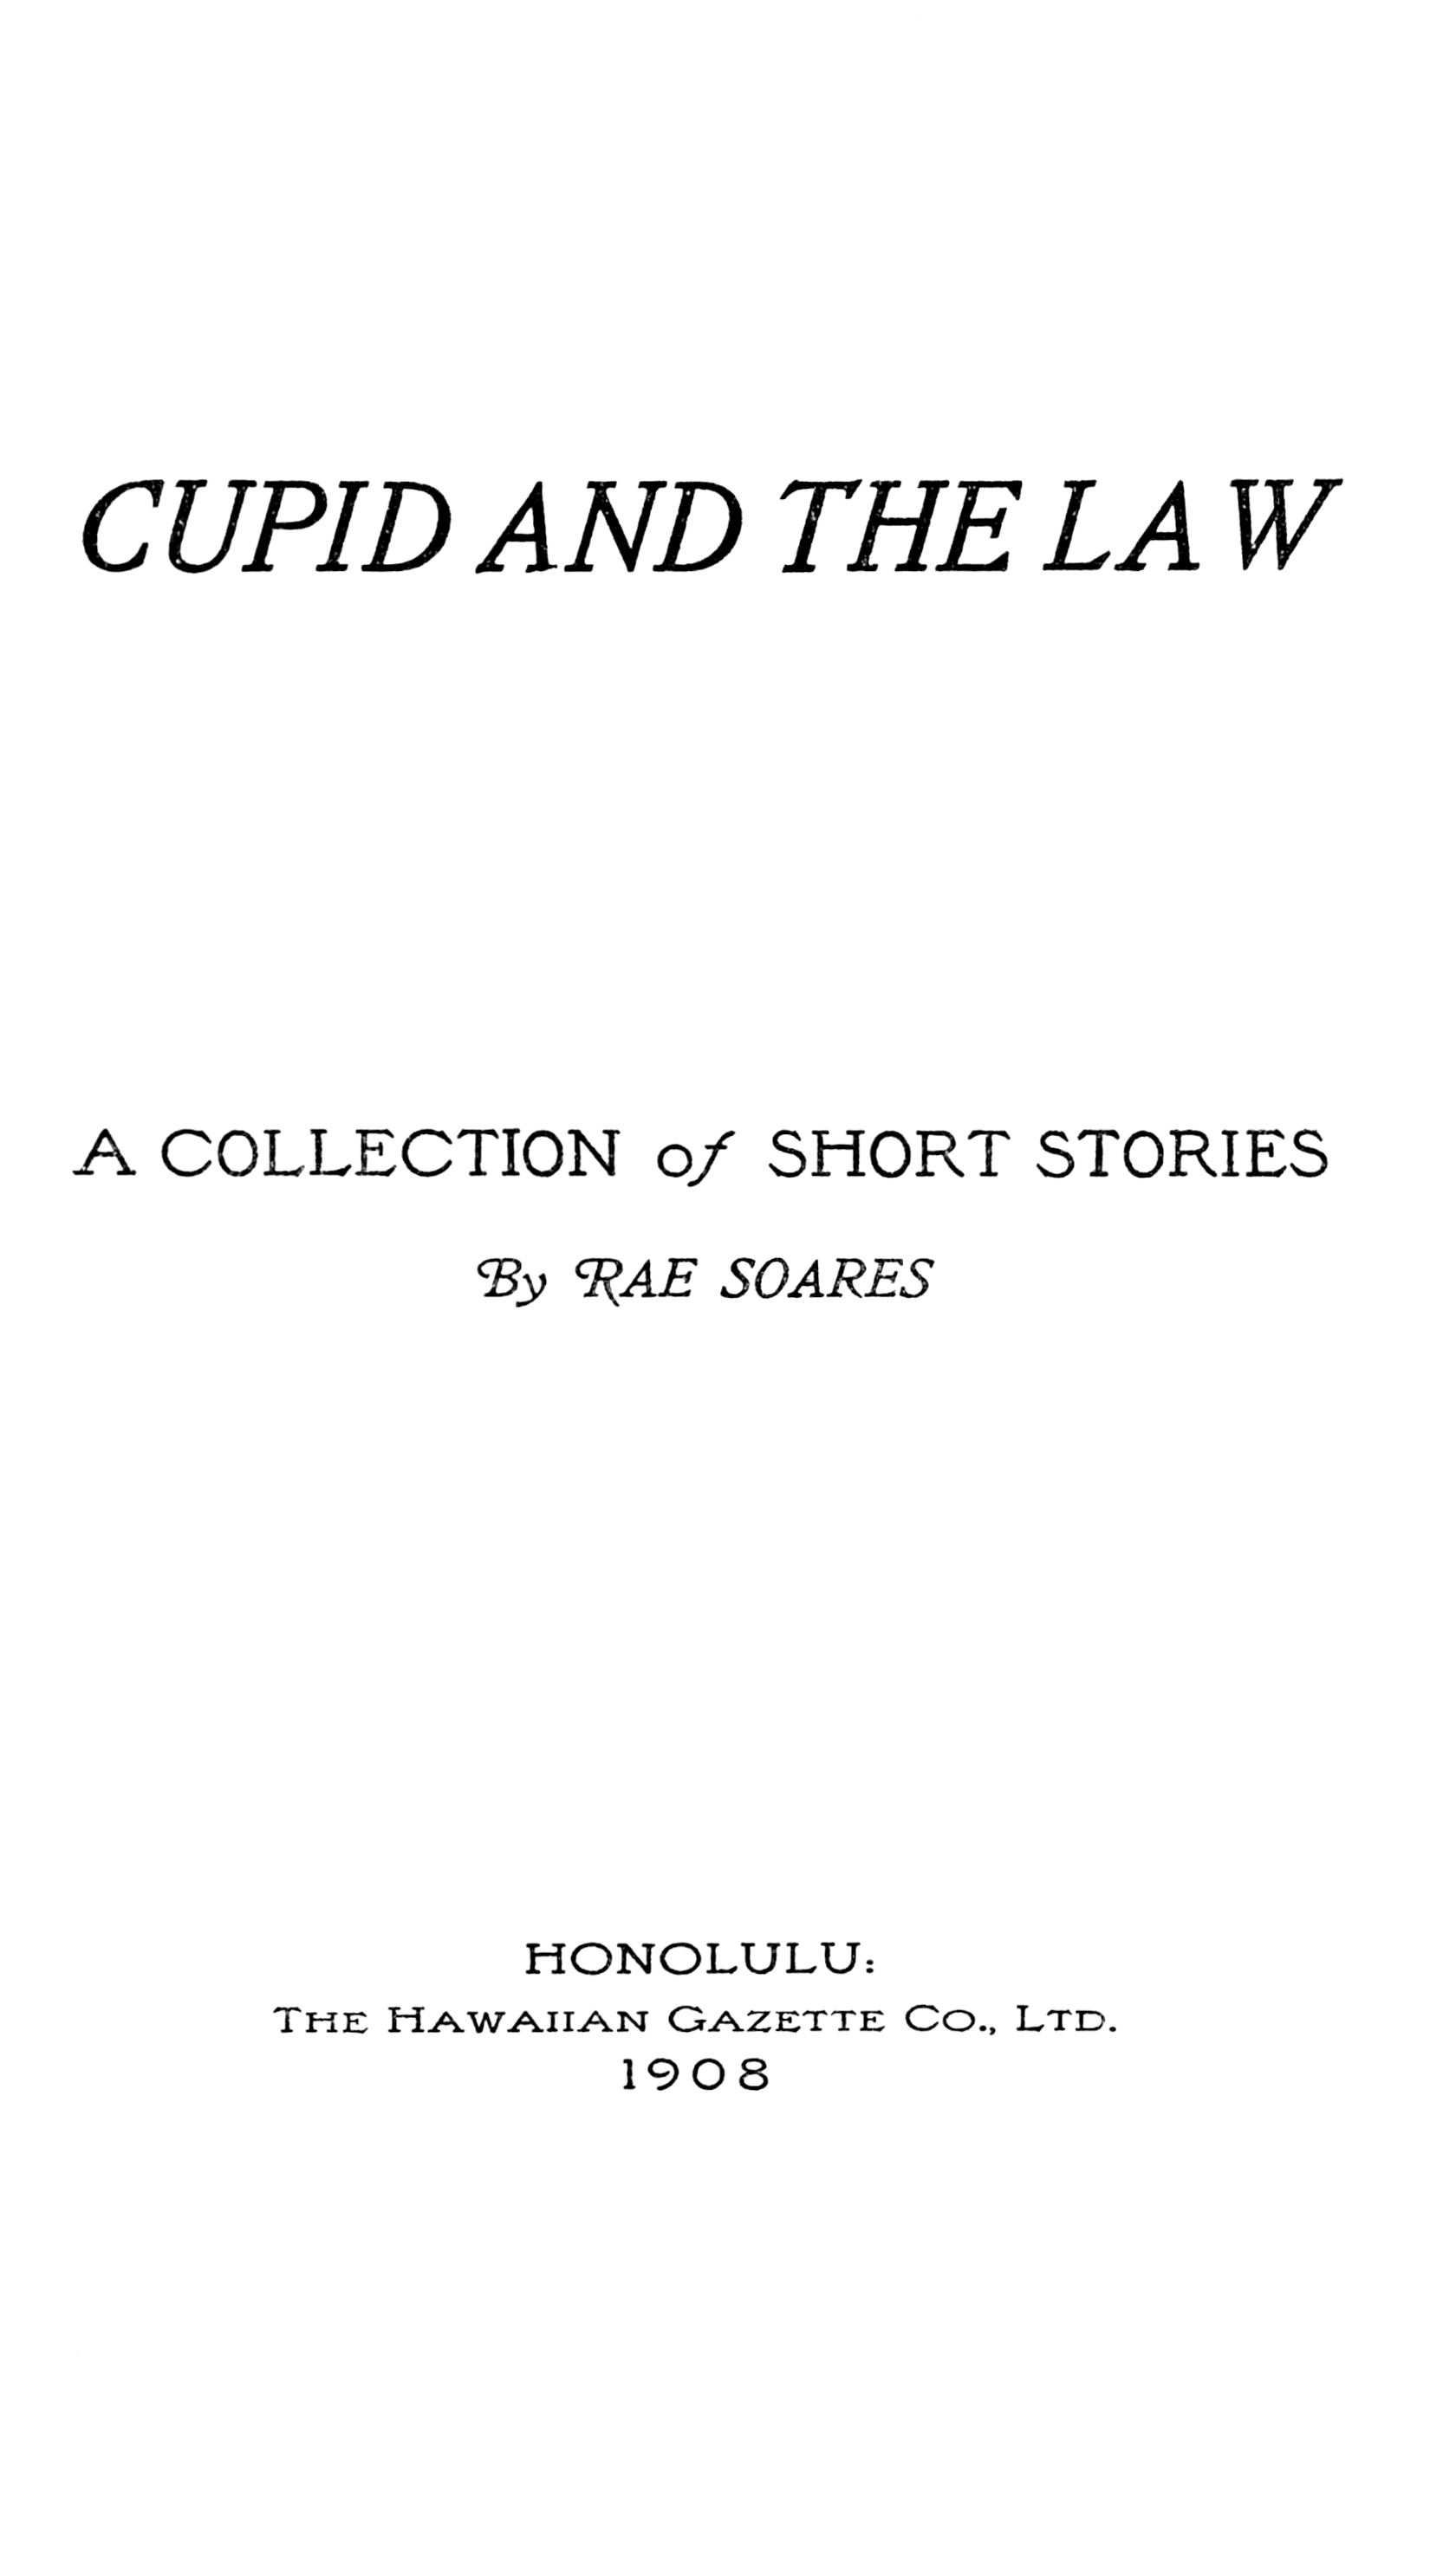 CUPID AND THE LAW
A COLLECTION of SHORT STORIES
By RAE SOARES
HONOLULU:
THE HAWAIIAN GAZETTE CO., LTD.
1908